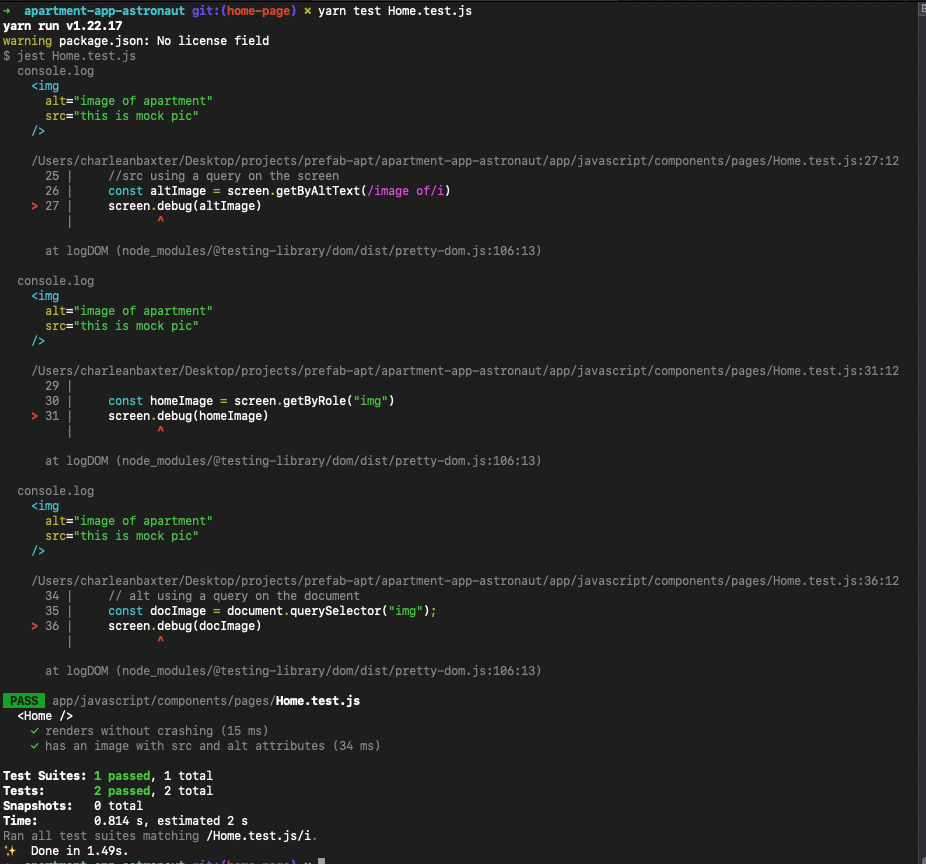 → apartment-app-astronaut git:(home-page) × yarn test Home.test.js
yarn run v1.22.17
warning package.json: No license field
$ jest Home.test.js
console.log
<img
alt="image of apartment"
src="this is mock pic"
/>
/Users/charleanbaxter/Desktop/projects/prefab-apt/apartment-app-astronaut/app/javascript/components/pages/Home.test.js:27:12
25 | //src using a query on the screen
26 | const altImage = screen.getByAltText(/image of/i)
> 27 | screen.debug(altImage)
| ^
at logDOM (node_modules/@testing-library/dom/dist/pretty-dom.js:106:13)
console.log
<img
alt="image of apartment"
src="this is mock pic"
/>
/Users/charleanbaxter/Desktop/projects/prefab-apt/apartment-app-astronaut/app/javascript/components/pages/Home.test.js:31:12
29 |
30 | const homeImage = screen.getByRole("img")
> 31 | screen.debug(homeImage)
| ^
at logDOM (node_modules/@testing-library/dom/dist/pretty-dom.js:106:13)
console.log
<img
alt="image of apartment"
src="this is mock pic"
/>
/Users/charleanbaxter/Desktop/projects/prefab-apt/apartment-app-astronaut/app/javascript/components/pages/Home.test.js:36:12
34 | // alt using a query on the document
35 | const docImage = document.querySelector("img");
> 36 | screen.debug(docImage)
| ^
at logDOM (node_modules/@testing-library/dom/dist/pretty-dom.js:106:13)
PASS app/javascript/components/pages/Home.test.js
<Home />
✓ renders without crashing (15 ms)
✓ has an image with src and alt attributes (34 ms)
Test Suites: 1 passed, 1 total
Tests: 2 passed, 2 total
Snapshots: 0 total
Time: 0.814 s, estimated 2 s
Ran all test suites matching /Home.test.js/i.
✨ Done in 1.49s.
→ apartment-app-astronaut git:(home-page) ×